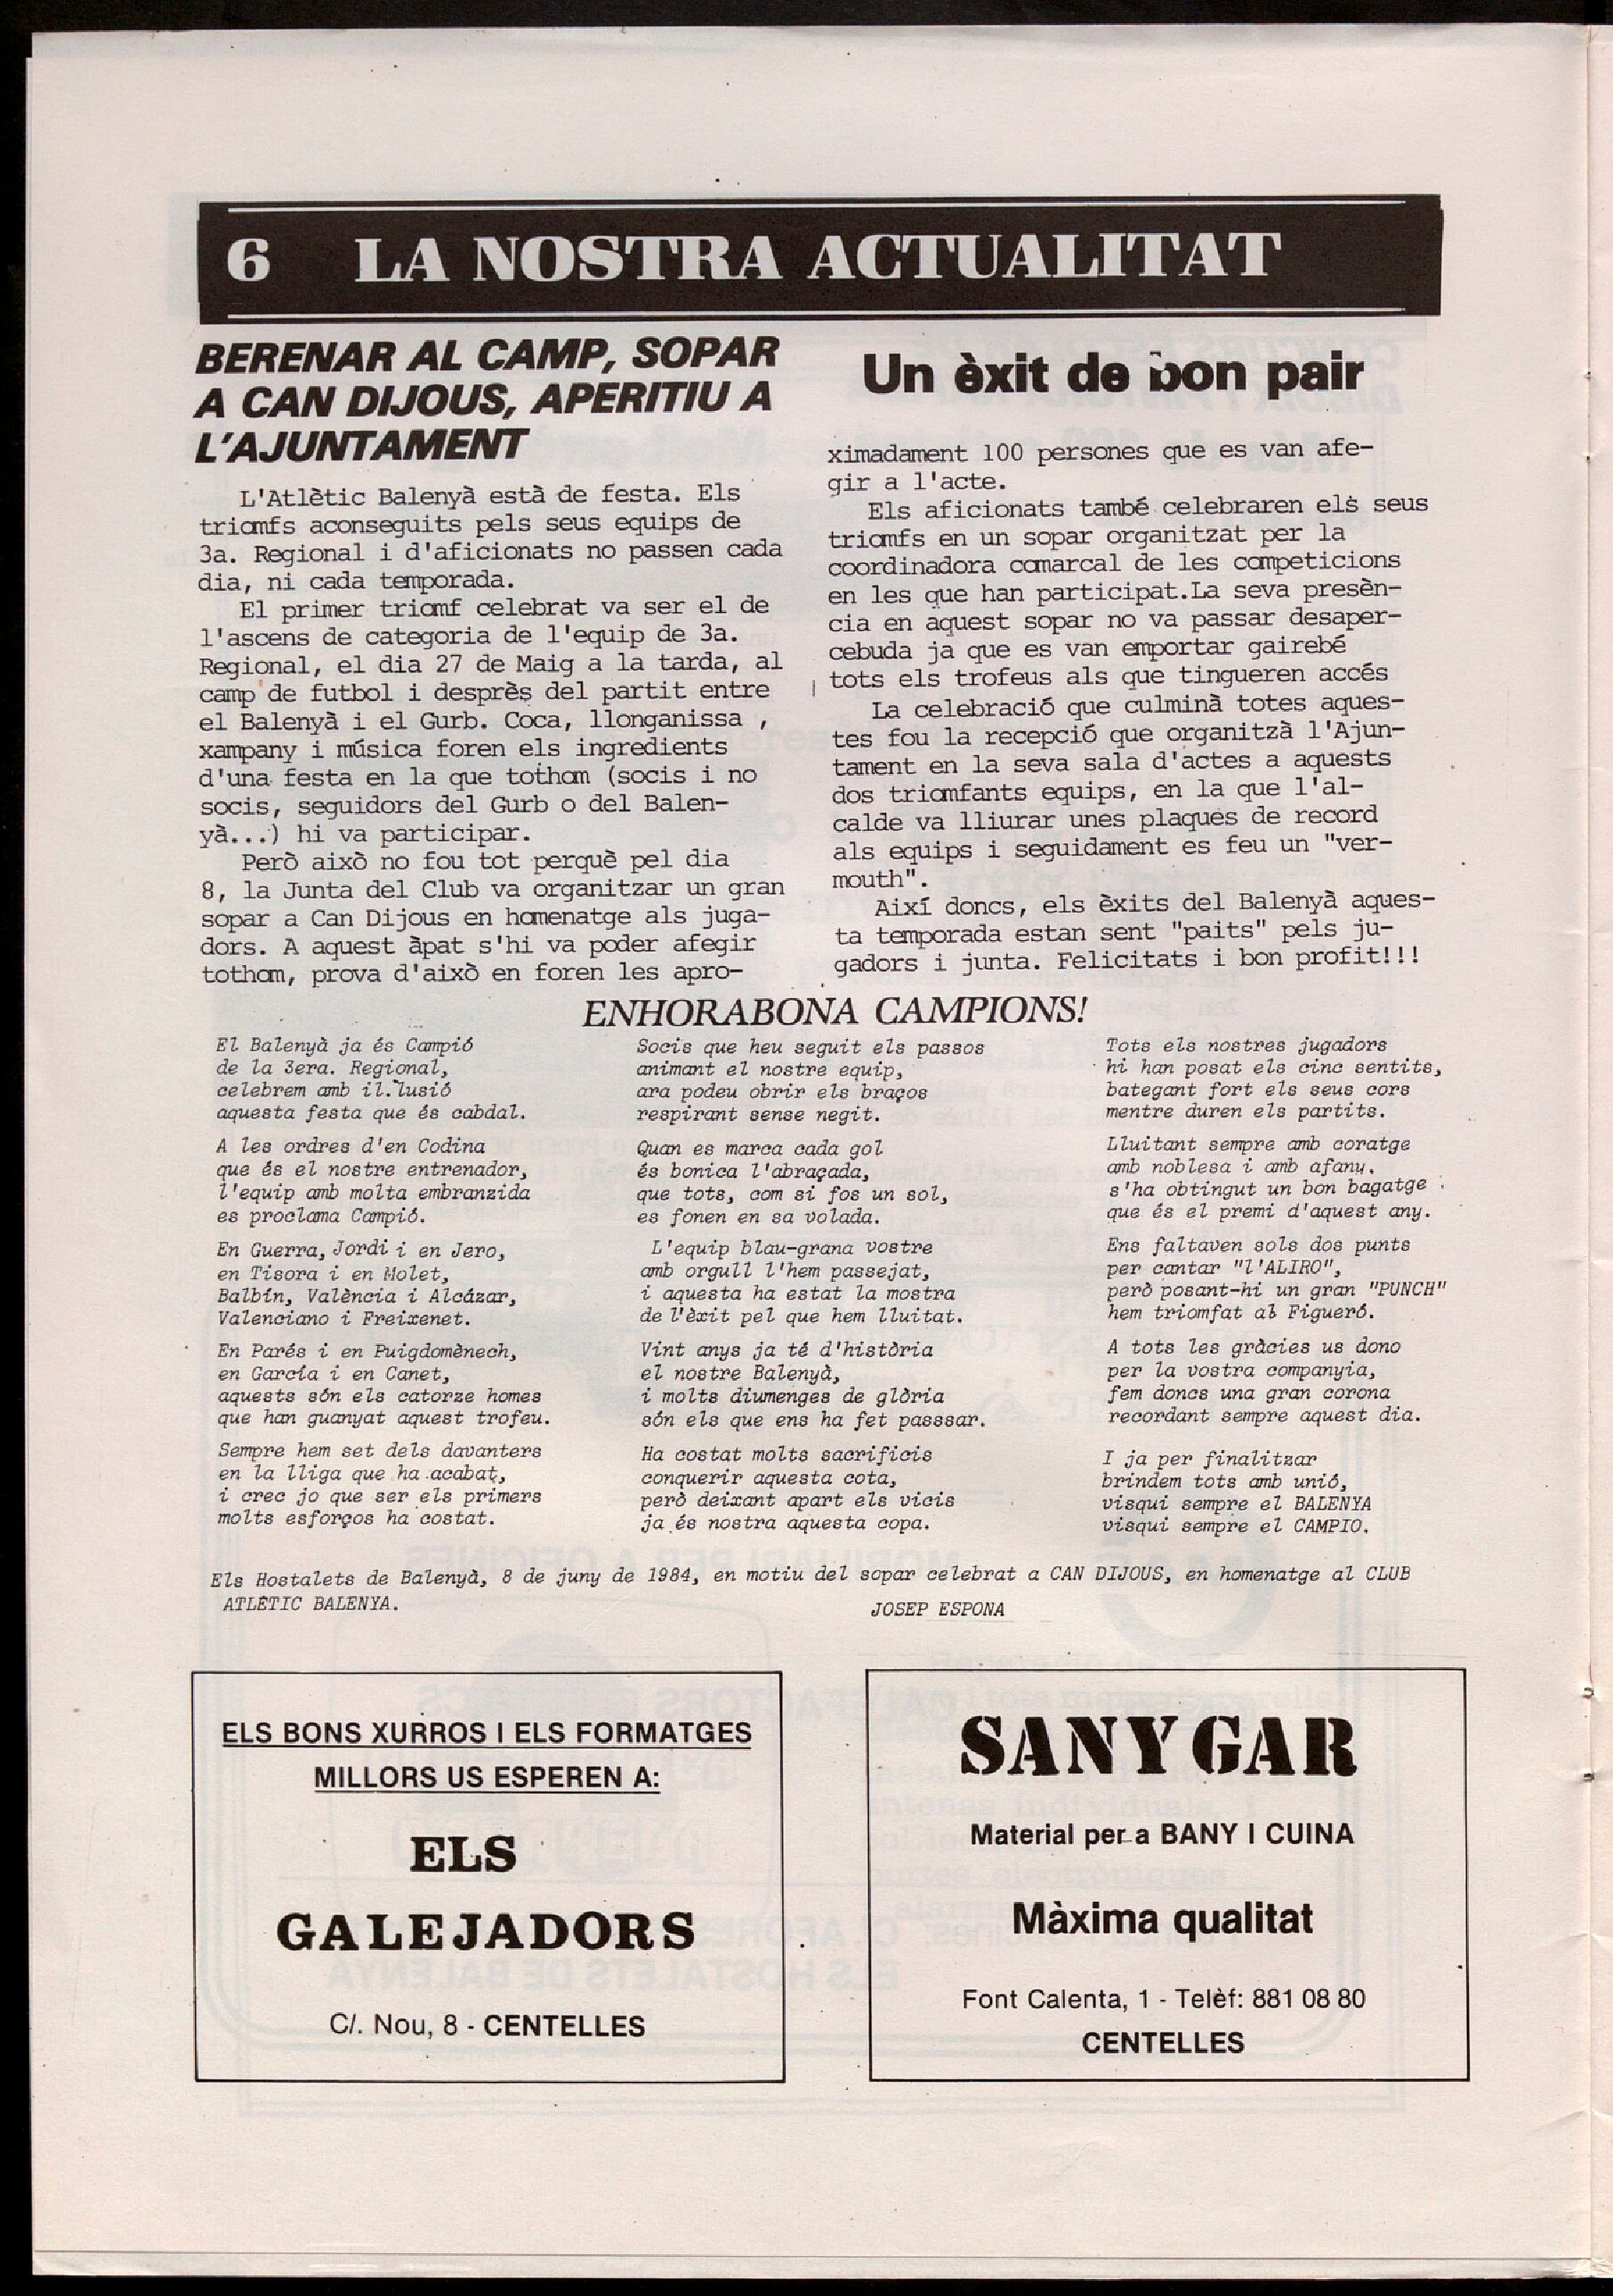 6 LA NOSTRA ACTUALITAT
BERENAR AL CAMP, SOPAR
A CAN DIJOUS, APERITIU A
L'AJUNTAMENT
L'Atlètic Balenyà està de festa. Els
triomfs aconseguits pels seus equips de
3a. Regional i d'aficionats no passen cada
dia, ni cada temporada.
El primer triomf celebrat va ser el de
l'ascens de categoria de l'equip de 3a.
Regional, el dia 27 de Maig a la tarda, al
camp de futbol i desprès del partit entre
el Balenyà i el Gurb. Coca, llonganissa ,
xampany i música foren els ingredients
d'una festa en la que tothom (socis i no
socis, seguidors del Gurb o del Balen-
yà...) hi va participar.
Però això no fou tot perquè pel dia
8, la Junta del Club va organitzar un gran
sopar a Can Dijous en homenatge als juga-
dors. A aquest àpat s'hi va poder afegir
tothom, prova d'això en foren les apro-
Un èxit de bon pair
ximadament 100 persones que es van afe-
gir a l'acte.
Els aficionats també celebraren els seus
triomfs en un sopar organitzat per la
coordinadora comarcal de les competicions
en les que han participat.La seva presèn-
cia en aquest sopar no va passar desaper-
cebuda ja que es van emportar gairebé
tots els trofeus als que tingueren accés
La celebració que culminà totes aques-
tes fou la recepció que organitzà l'Ajun-
tament en la seva sala d'actes a aquests
dos triomfants equips, en la que l'al-
calde va lliurar unes plaques de record
als equips i seguidament es feu un "ver-
mouth".
Així doncs, els èxits del Balenyà aques-
ta temporada estan sent "paits" pels ju-
gadors i junta. Felicitats i bon profit!!!
ENHORABONA CAMPIONS!
El Balenyà ja és Campió
de la 3era. Regional,
celebrem amb il.lusió
aquesta festa que és cabdal.
A les ordres d'en Codina
que és el nostre entrenador,
l'equip amb molta embranzida
es proclama Campió.
En Guerra, Jordi i en Jero,
en Tisora i en Molet,
Balbín, València i Alcázar,
Valenciano i Freixenet.
En Parés i en Puigdomènech,
en García i en Canet,
aquests són els catorze homes
que han guanyat aquest trofeu.
Sempre hem set dels davanters
en la lliga que ha acabat,
i crec jo que ser els primers
molts esforços ha costat.
Socis que heu seguit els passos
animant el nostre equip,
ara podeu obrir els braços
respirant sense negit.
Quan es marca cada gol
és bonica l'abraçada,
que tots, com si fos un sol,
es fonen en sa volada.
L'equip blau-grana vostre
amb orgull l'hem passejat,
i aquesta ha estat la mostra
de l'èxit pel que hem lluitat.
Vint anys ja té d'història
el nostre Balenyà,
i molts diumenges de glòria
són els que ens ha fet passsar.
Ha costat molts sacrificis
conquerir aquesta cota,
però deixant apart els vicis
ja és nostra aquesta copa.
Tots els nostres jugadors
hi han posat els cinc sentits,
bategant fort els seus cors
mentre duren els partits.
Lluitant sempre amb coratge
amb noblesa i amb afany,
s'ha obtingut un bon bagatge
que és el premi d'aquest any.
Ens faltaven sols dos punts
per cantar "l'ALIRO",
però posant-hi un gran "PUNCH"
hem triomfat al Figueró.
A tots les gràcies us dono
per la vostra companyia,
fem doncs una gran corona
recordant sempre aquest dia.
I ja per finalitzar
brindem tots amb unió,
visqui sempre el BALENYA
visqui sempre el CAMPIO.
Els Hostalets de Balenyà, 8 de juny de 1984, en motiu del sopar celebrat a CAN DIJOUS, en homenatge al CLUB
ATLÈTIC BALENYA.
JOSEP ESPONA
ELS BONS XURROS I ELS FORMATGES
MILLORS US ESPEREN A:
ELS
GALEJADORS
C/. Nou, 8 - CENTELLES
SANYGAR
Material per a BANY I CUINA
Màxima qualitat
Font Calenta, 1 - Telèf: 881 08 80
CENTELLES